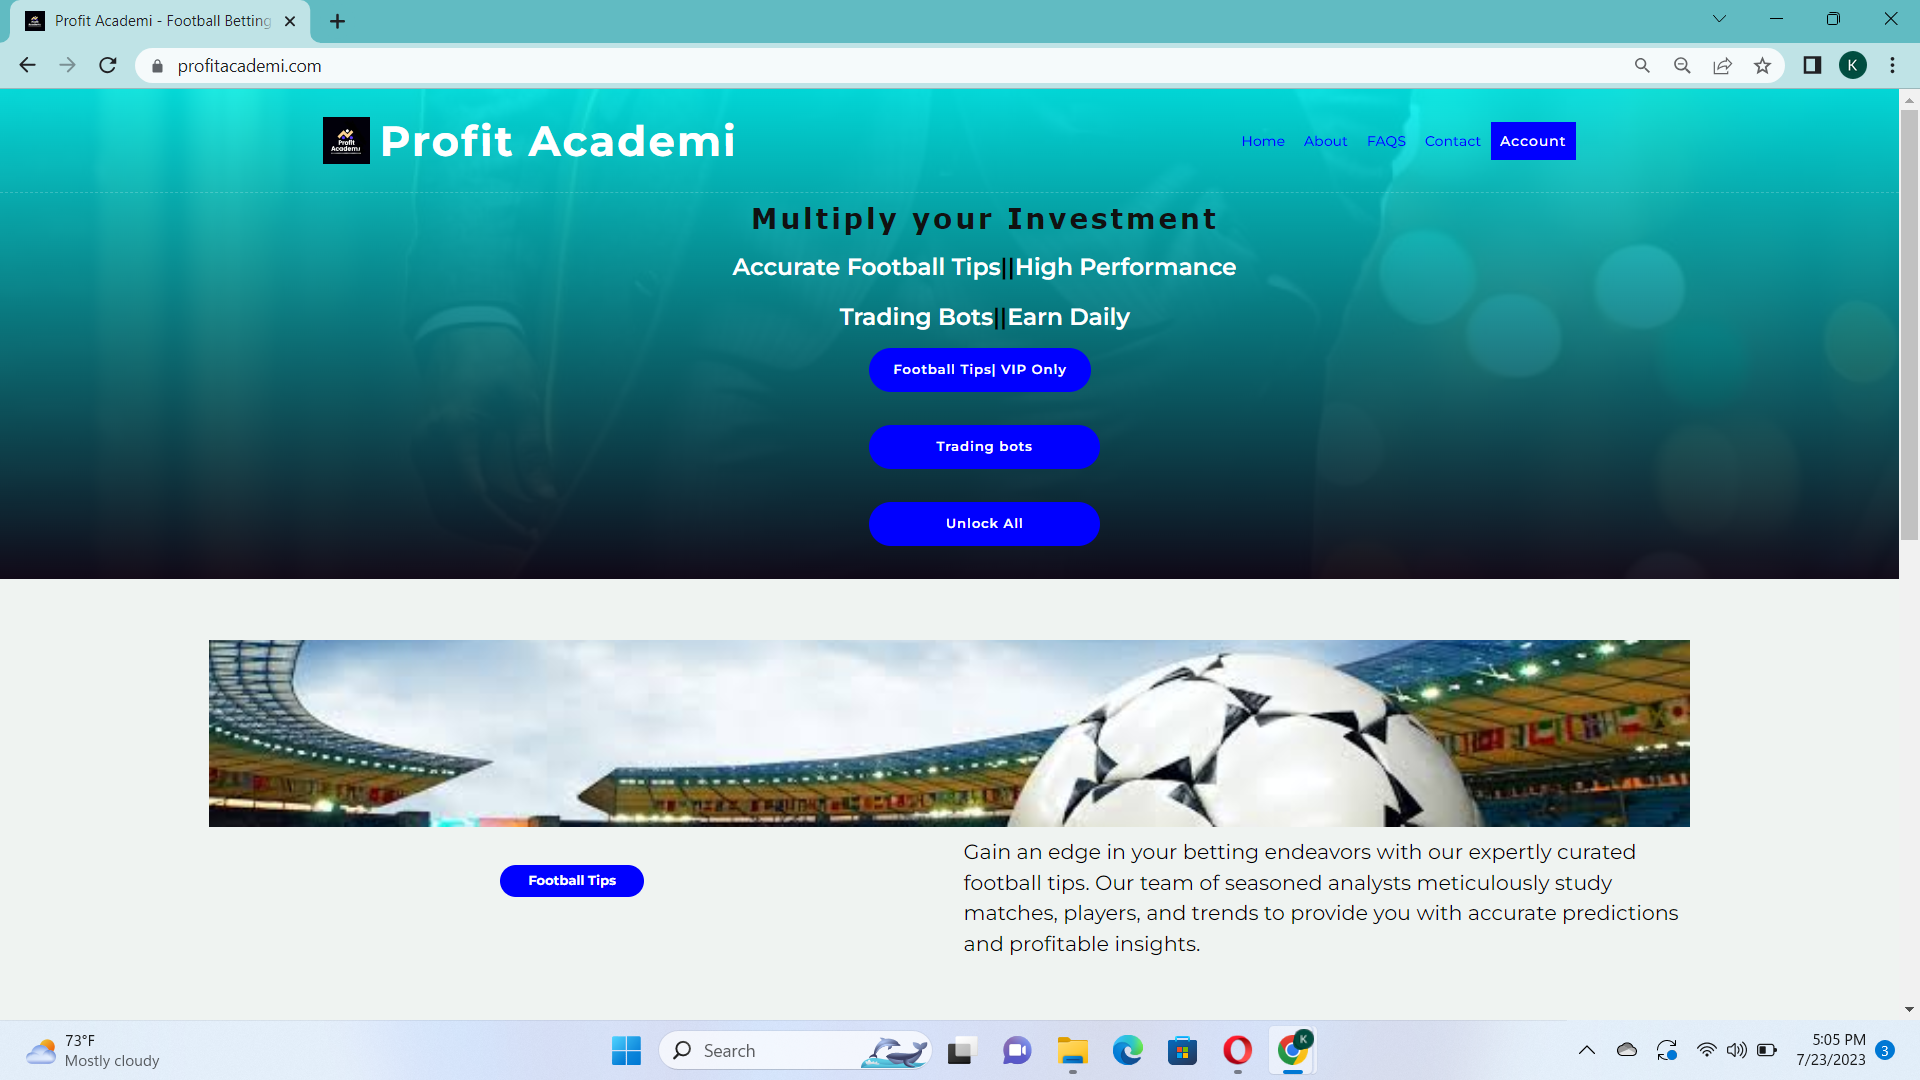 Profit Academi - Football Betting
profitacademi.com
K
Profit
Academi
Profit Academi
Home About FAQS Contact Account
Multiply your Investment
Accurate Football Tips||High Performance
Trading Bots||Earn Daily
Football Tips| VIP Only
Trading bots
Unlock All
Football Tips
Gain an edge in your betting endeavors with our expertly curated
football tips. Our team of seasoned analysts meticulously study
matches, players, and trends to provide you with accurate predictions
and profitable insights.
73°F
Mostly cloudy
Search
K
5:05 PM
7/23/2023
3